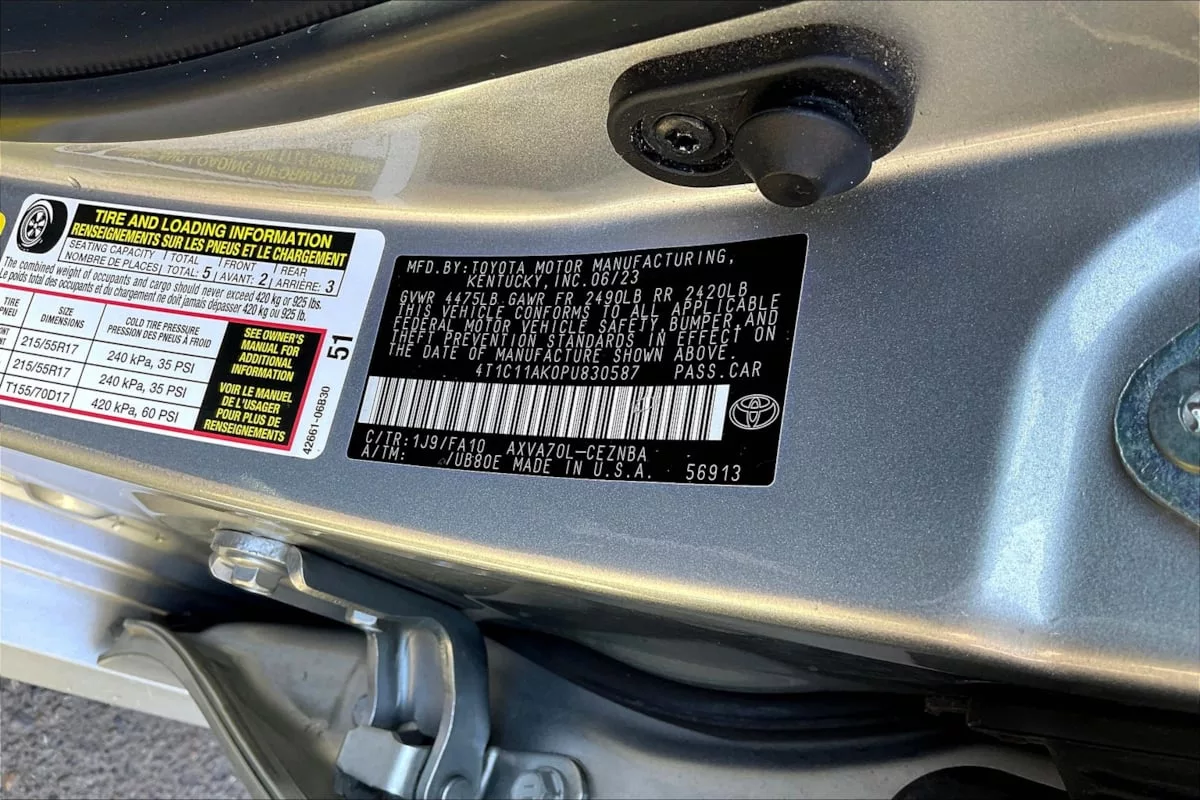 TIRE AND LOADING INFORMATION
RENSEIGNEMENTS SUR LES PNEUS ET LE CHARGEMENT
SEATING CAPACITY | TOTAL | FRONT | REAR
NOMBRE DE PLACES | TOTAL: 5 | AVANT: 2 | ARRIÈRE: 3
The combined weight of occupants and cargo should never exceed 420 kg or 925 lbs.
Le poids total des occupants et du chargement ne doit jamais dépasser 420 kg or 925 lb.
TIRE SIZE COLD TIRE PRESSURE
PNEU DIMENSIONS PRESSION DES PNEUS À FROID
215/55R17 240 kPa, 35 PSI
215/55R17 240 kPa, 35 PSI
T155/70D17 420 kPa, 60 PSI
SEE OWNER'S
MANUAL FOR
ADDITIONAL
INFORMATION
VOIR LE MANUEL
DE L'USAGER
POUR PLUS DE
RENSEIGNEMENTS
51
42661-06B30
MFD. BY: TOYOTA MOTOR MANUFACTURING,
KENTUCKY, INC. 06/23
GVWR 4475LB GAWR FR 2490LB RR 2420LB
THIS VEHICLE CONFORMS TO ALL APPLICABLE
FEDERAL MOTOR VEHICLE SAFETY, BUMPER, AND
THEFT PREVENTION STANDARDS IN EFFECT ON
THE DATE OF MANUFACTURE SHOWN ABOVE.
4T1C11AK0PU830587 PASS.CAR
C/TR: 1J9/FA10 AXVA70L-CEZNBA
A/TM: /UB80E MADE IN U.S.A. 56913